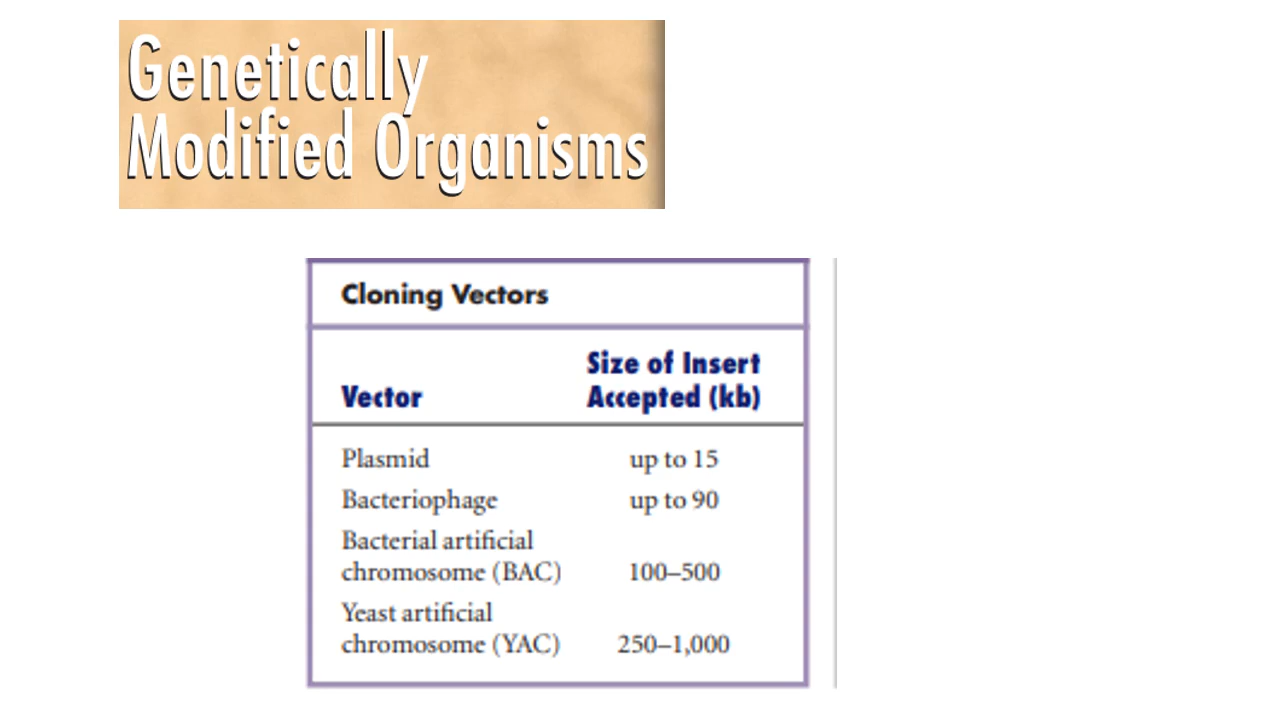 Genetically
Modified Organisms
Cloning Vectors
Size of Insert
Vector Accepted (kb)
Plasmid up to 15
Bacteriophage up to 90
Bacterial artificial
chromosome (BAC) 100–500
Yeast artificial
chromosome (YAC) 250–1,000